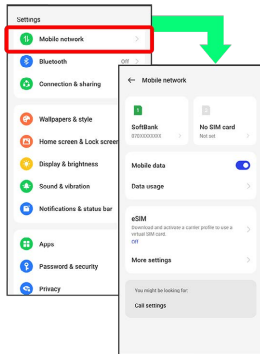 Settings
Mobile network
Bluetooth
Off
Connection & sharing
Wallpapers & style
Home screen & Lock screen
Display & brightness
Sound & vibration
Notifications & status bar
Apps
Password & security
Privacy
Mobile network
1
2
SoftBank
070XXXXXXXX
No SIM card
Not set
Mobile data
Data usage
eSIM
Download and activate a carrier profile to use a
virtual SIM card.
Off
More settings
You might be looking for:
Call settings